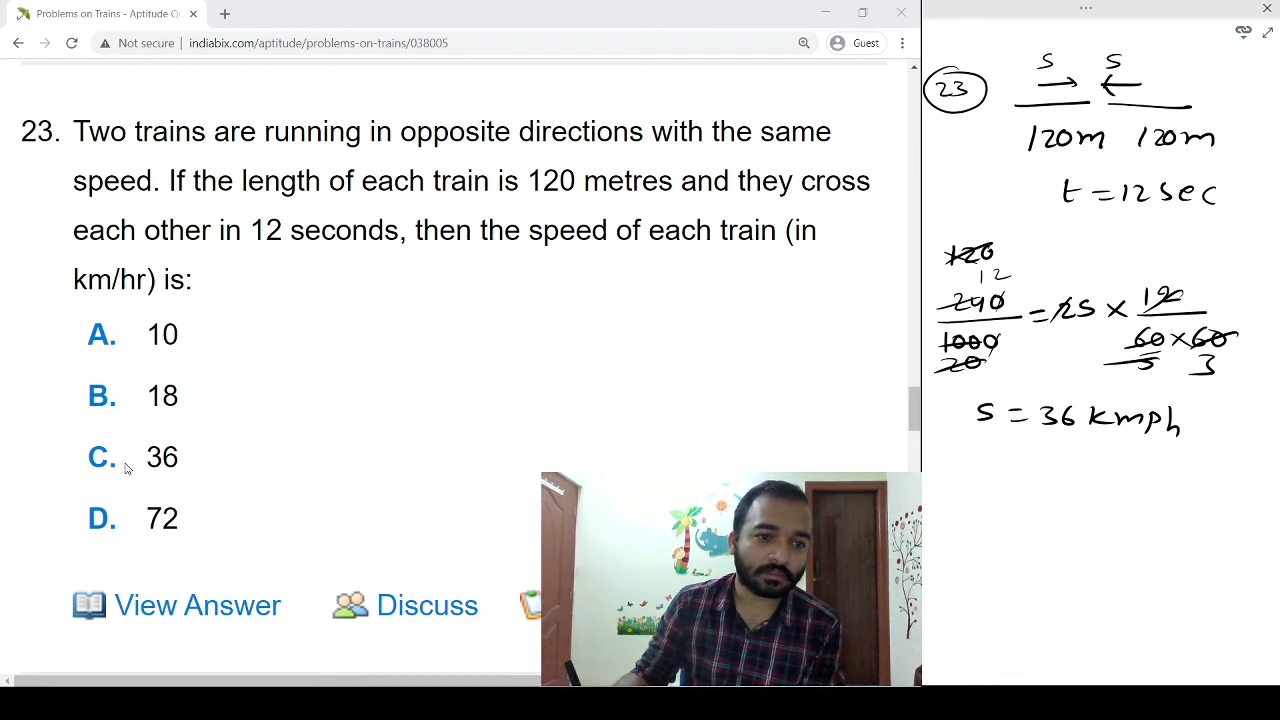 Problems on Trains - Aptitude Q
Not secure | indiabix.com/aptitude/problems-on-trains/038005
Guest
23. Two trains are running in opposite directions with the same
speed. If the length of each train is 120 metres and they cross
each other in 12 seconds, then the speed of each train (in
km/hr) is:
A. 10
B. 18
C. 36
D. 72
View Answer Discuss
23
S S
120m 120m
t = 12 sec
120
12
240 = 2S × 12
1000 60 × 60
20 5 3
S = 36 kmph